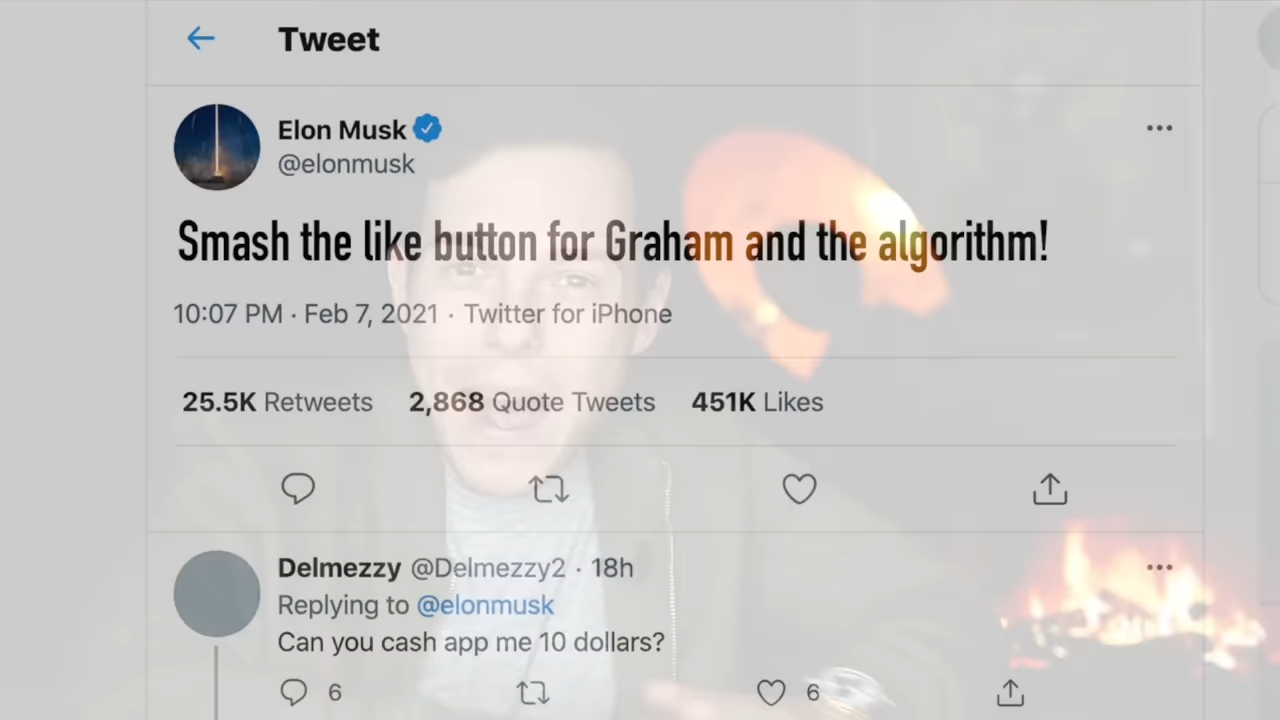 Tweet
Elon Musk
@elonmusk
Smash the like button for Graham and the algorithm!
10:07 PM · Feb 7, 2021 · Twitter for iPhone
25.5K Retweets 2,868 Quote Tweets 451K Likes
Delmezzy @Delmezzy2 · 18h
Replying to @elonmusk
Can you cash app me 10 dollars?
6 6